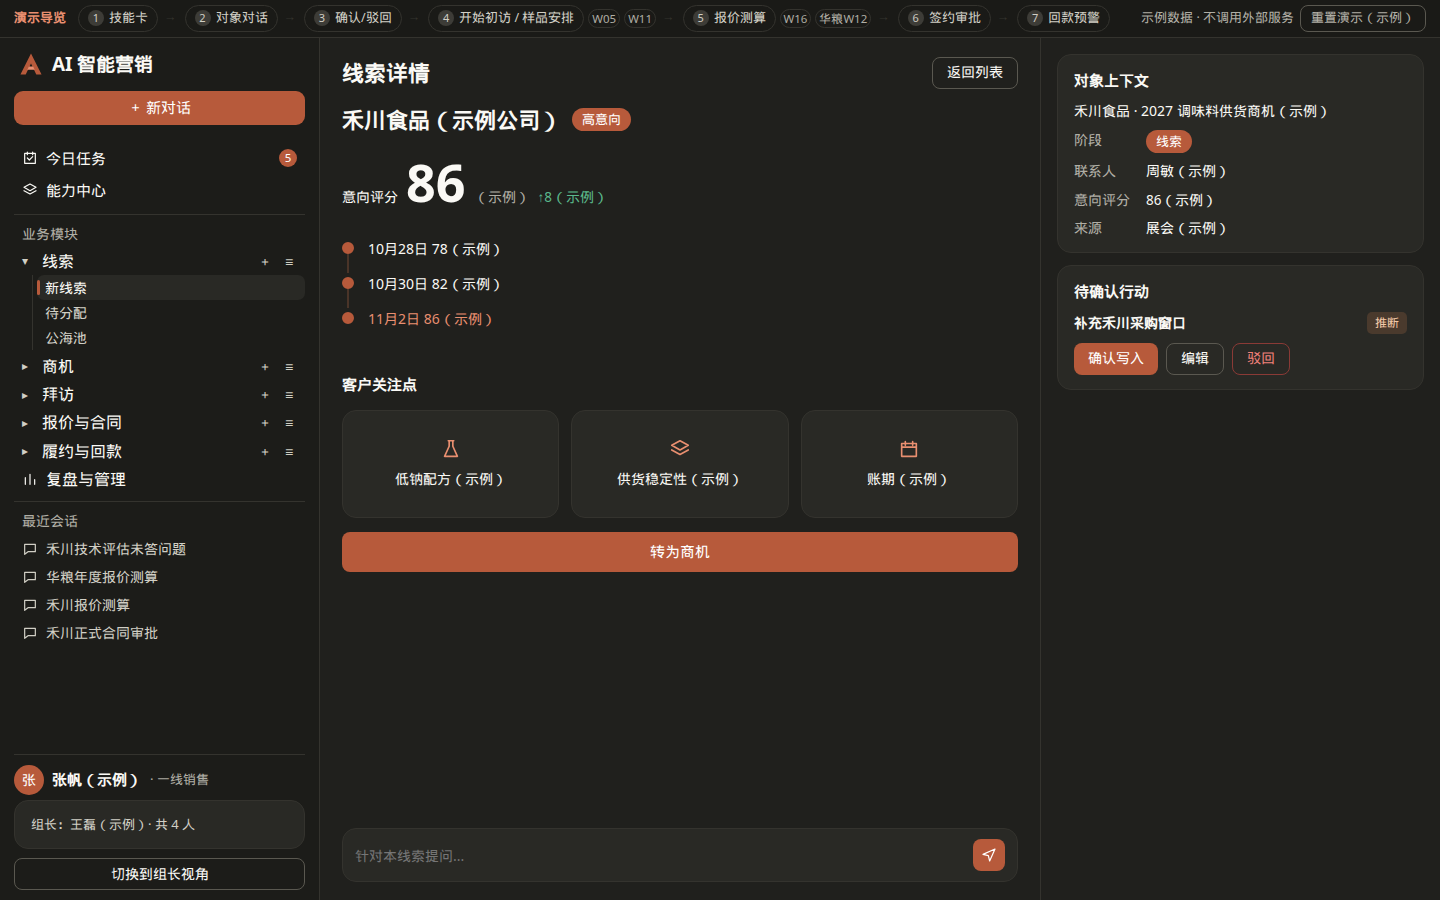 演示导览
1 技能卡
2 对象对话
3 确认/驳回
4 开始初访 / 样品安排
W05
W11
5 报价测算
W16
华粮W12
6 签约审批
7 回款预警
示例数据 · 不调用外部服务
重置演示（示例）
AI 智能营销
+ 新对话
今日任务
5
能力中心
业务模块
线索
新线索
待分配
公海池
商机
拜访
报价与合同
履约与回款
复盘与管理
最近会话
禾川技术评估未答问题
华粮年度报价测算
禾川报价测算
禾川正式合同审批
张
张帆（示例）
· 一线销售
组长：王磊（示例）· 共 4 人
切换到组长视角
线索详情
返回列表
禾川食品（示例公司）
高意向
意向评分 86 （示例） ↑8（示例）
10月28日 78（示例）
10月30日 82（示例）
11月2日 86（示例）
客户关注点
低钠配方（示例）
供货稳定性（示例）
账期（示例）
转为商机
针对本线索提问...
对象上下文
禾川食品 · 2027 调味料供货商机（示例）
阶段 线索
联系人 周敏（示例）
意向评分 86（示例）
来源 展会（示例）
待确认行动
补充禾川采购窗口
推断
确认写入
编辑
驳回